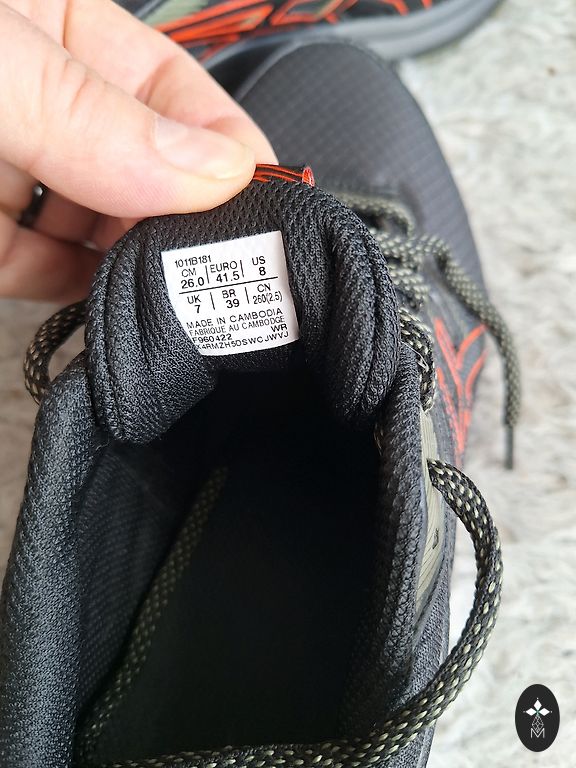 1011B181
CM EURO US
26.0 41.5 8
UK BR CN
7 39 260(2.5)
MADE IN CAMBODIA
FABRIQUE AU CAMBODGE
F960422 WR
M